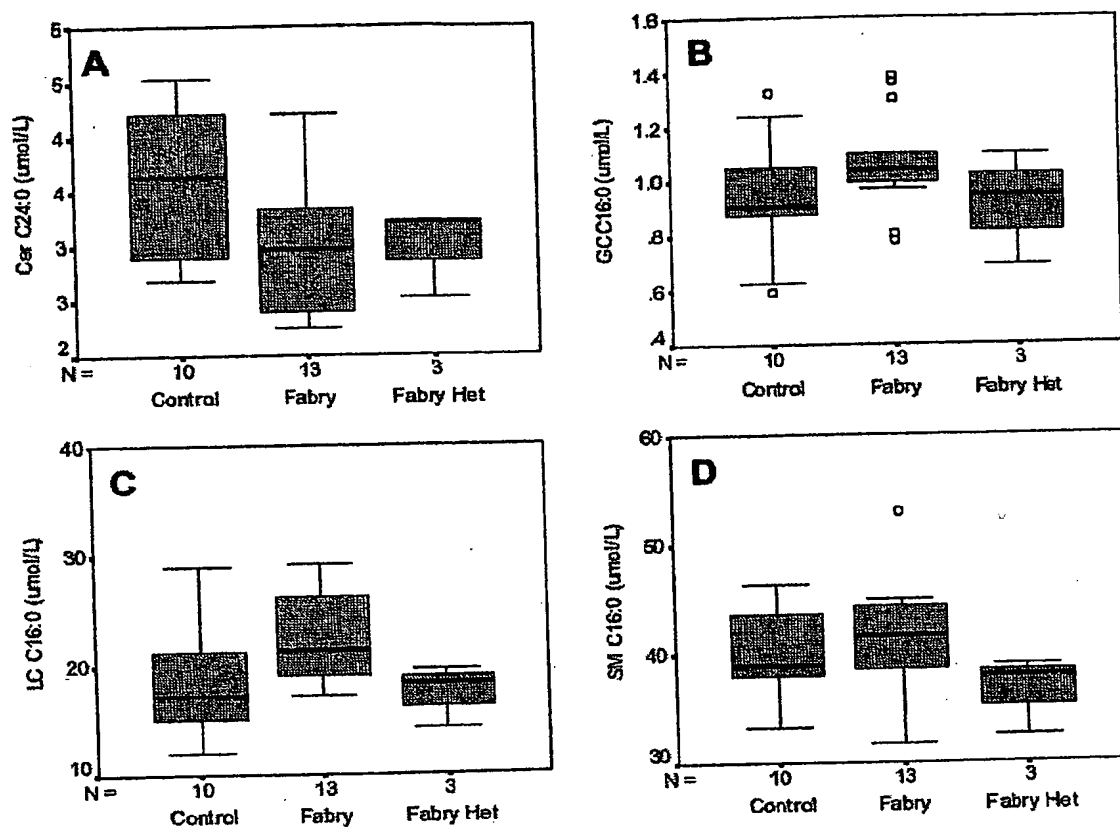 A
Cer C24:0 (umol/L)
5
5
4
4
3
3
2
N =
10
13
3
Control
Fabry
Fabry Het
B
GCC16:0 (umol/L)
1.6
1.4
1.2
1.0
.8
.6
.4
N =
10
13
3
Control
Fabry
Fabry Het
C
LC C16:0 (umol/L)
40
30
20
10
N =
10
13
3
Control
Fabry
Fabry Het
D
SM C16:0 (umol/L)
60
50
40
30
N =
10
13
3
Control
Fabry
Fabry Het